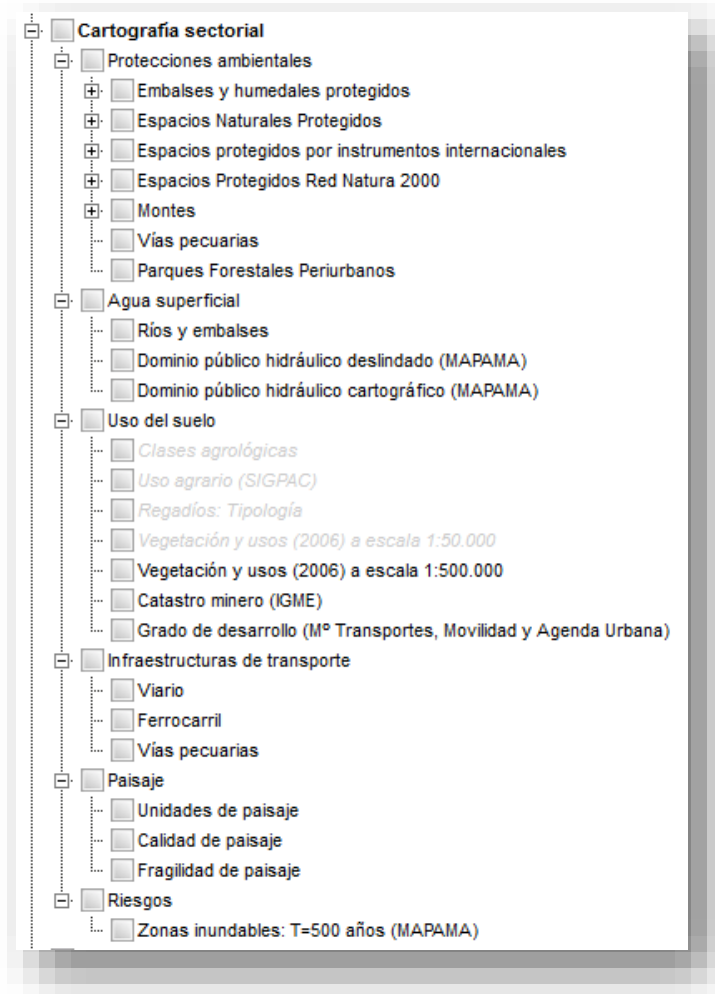 Cartografia sectorial
Protecciones ambientales
Embalses y humedales protegidos
Espacios Naturales Protegidos
Espacios protegidos por instrumentos internacionales
Espacios Protegidos Red Natura 2000
Montes
Vías pecuarias
Parques Forestales Periurbanos
Agua superficial
Ríos y embalses
Dominio público hidráulico deslindado (MAPAMA)
Dominio público hidráulico cartográfico (MAPAMA)
Uso del suelo
Clases agrológicas
Uso agrario (SIGPAC)
Regadíos: Tipología
Vegetación y usos (2006) a escala 1:50.000
Vegetación y usos (2006) a escala 1:500.000
Catastro minero (IGME)
Grado de desarrollo (Mº Transportes, Movilidad y Agenda Urbana)
Infraestructuras de transporte
Viario
Ferrocarril
Vías pecuarias
Paisaje
Unidades de paisaje
Calidad de paisaje
Fragilidad de paisaje
Riesgos
Zonas inundables: T=500 años (MAPAMA)